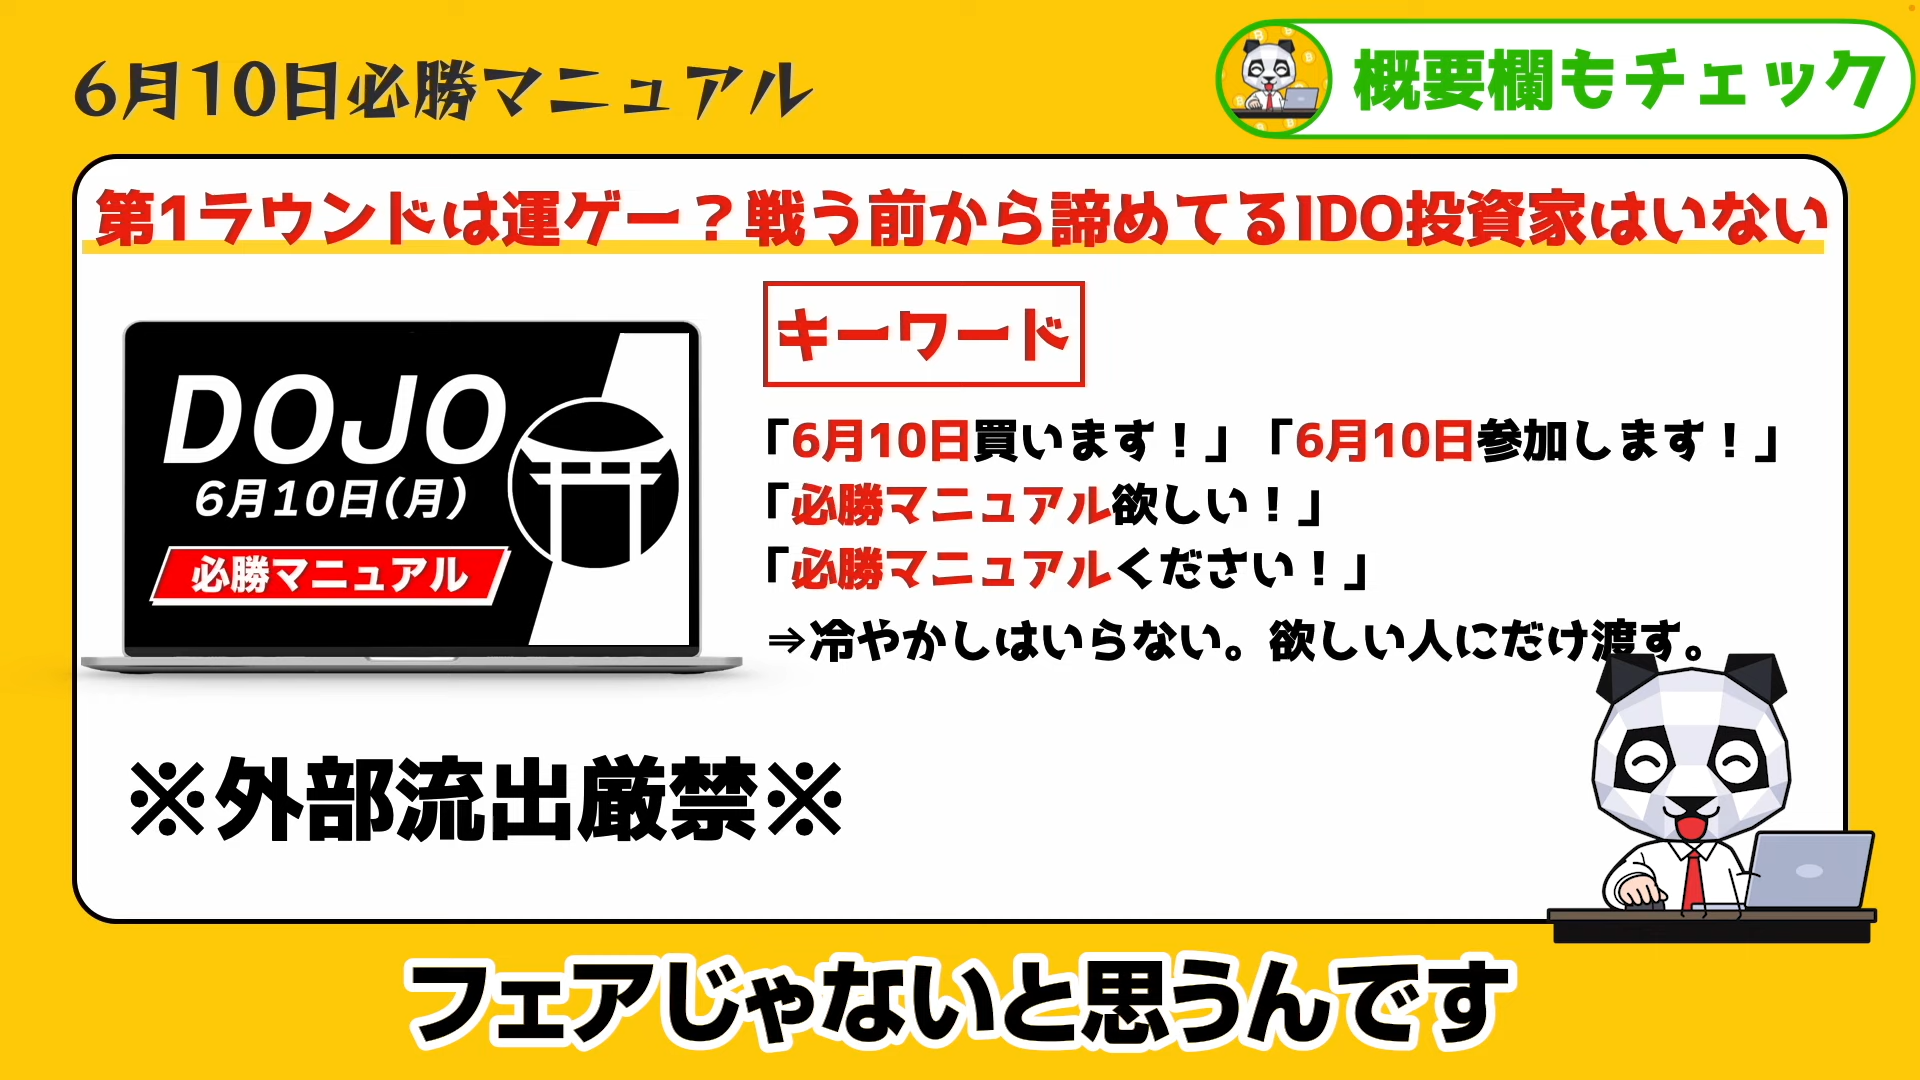 6月10日必勝マニュアル
概要欄もチェック
第1ラウンドは運ゲー？戦う前から諦めてるIDO投資家はいない
キーワード
DOJO
6月10日(月)
必勝マニュアル
「6月10日買います！」「6月10日参加します！」
「必勝マニュアル欲しい！」
「必勝マニュアルください！」
⇒冷やかしはいらない。欲しい人にだけ渡す。
※外部流出厳禁※
フェアじゃないと思うんです